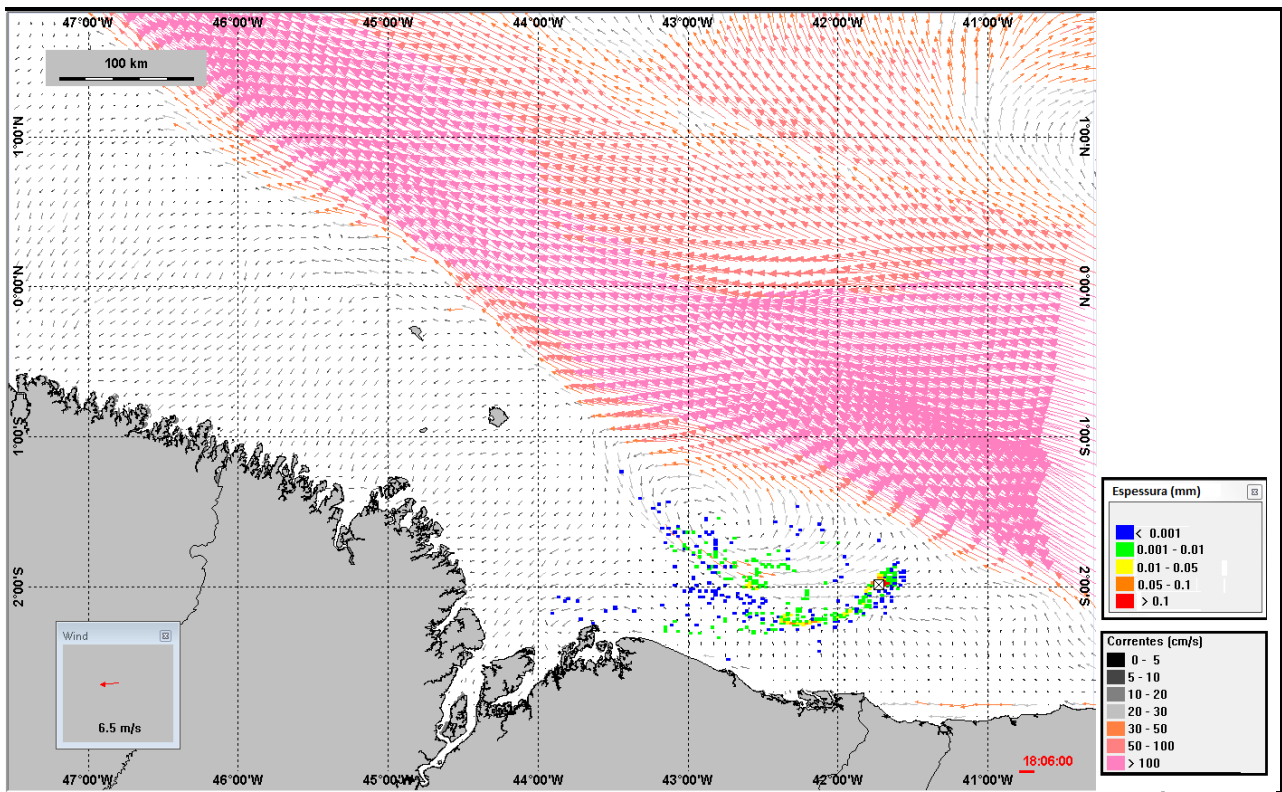 47°00'W 46°00'W 45°00'W 44°00'W 43°00'W 42°00'W 41°00'W
100 km
1°00'N 1°00'N
0°00'N 0°00'N
1°00'S 1°00'S
2°00'S 2°00'S
Espessura (mm)
< 0.001
0.001 - 0.01
0.01 - 0.05
0.05 - 0.1
> 0.1
Wind
6.5 m/s
Correntes (cm/s)
0 - 5
5 - 10
10 - 20
20 - 30
30 - 50
50 - 100
> 100
18:06:00
47°00'W 46°00'W 45°00'W 44°00'W 43°00'W 42°00'W 41°00'W